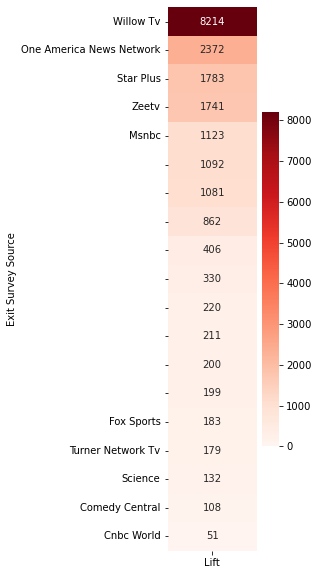 Willow Tv 8214
One America News Network 2372
Star Plus 1783
Zeetv 1741
Msnbc 1123
1092
1081
862
406
330
220
211
200
199
Fox Sports 183
Turner Network Tv 179
Science 132
Comedy Central 108
Cnbc World 51
Lift
Exit Survey Source
8000
7000
6000
5000
4000
3000
2000
1000
0